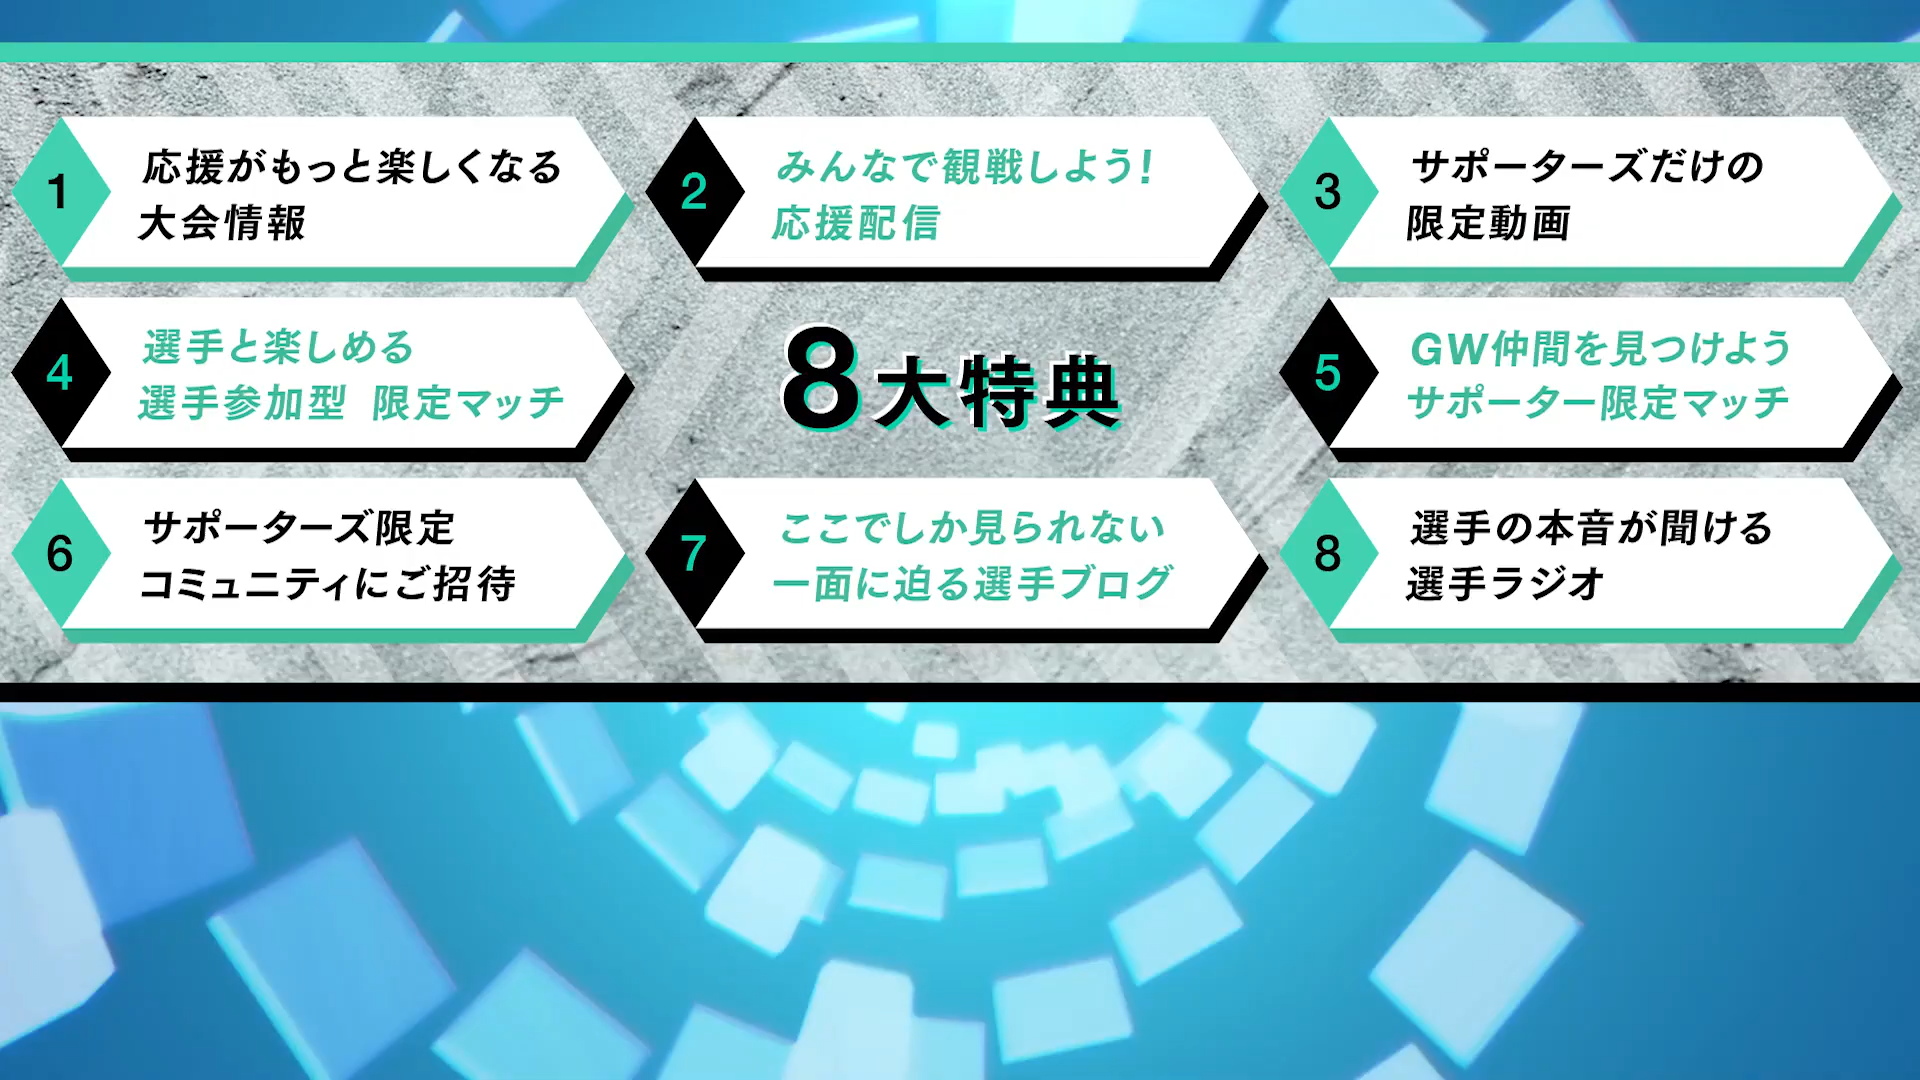 1
応援がもっと楽しくなる
大会情報
2
みんなで観戦しよう!
応援配信
3
サポーターズだけの
限定動画
4
選手と楽しめる
選手参加型 限定マッチ
8大特典
5
GW仲間を見つけよう
サポーター限定マッチ
6
サポーターズ限定
コミュニティにご招待
7
ここでしか見られない
一面に迫る選手ブログ
8
選手の本音が聞ける
選手ラジオ